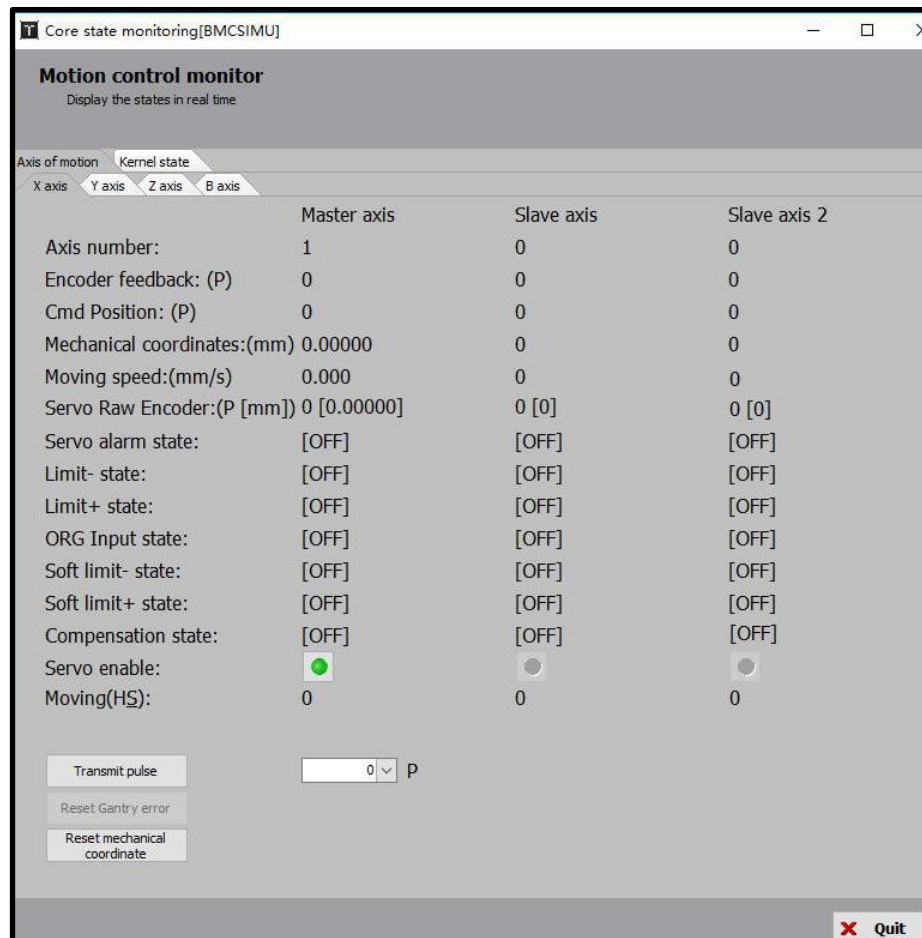 Core state monitoring[BMCSIMU]
Motion control monitor
Display the states in real time
Axis of motion Kernel state
X axis Y axis Z axis B axis
Master axis Slave axis Slave axis 2
Axis number: 1 0 0
Encoder feedback: (P) 0 0 0
Cmd Position: (P) 0 0 0
Mechanical coordinates:(mm) 0.00000 0 0
Moving speed:(mm/s) 0.000 0 0
Servo Raw Encoder:(P [mm]) 0 [0.00000] 0 [0] 0 [0]
Servo alarm state: [OFF] [OFF] [OFF]
Limit- state: [OFF] [OFF] [OFF]
Limit+ state: [OFF] [OFF] [OFF]
ORG Input state: [OFF] [OFF] [OFF]
Soft limit- state: [OFF] [OFF] [OFF]
Soft limit+ state: [OFF] [OFF] [OFF]
Compensation state: [OFF] [OFF] [OFF]
Servo enable:
Moving(HS): 0 0 0
Transmit pulse 0 P
Reset Gantry error
Reset mechanical
coordinate
Quit